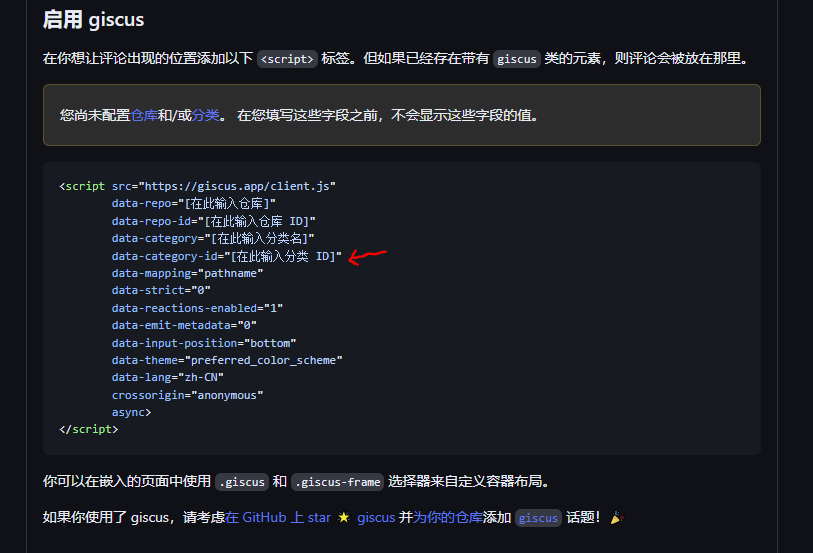 启用 giscus
在你想让评论出现的位置添加以下 <script> 标签。但如果已经存在带有 giscus 类的元素，则评论会被放在那里。
您尚未配置仓库和/或分类。 在您填写这些字段之前，不会显示这些字段的值。
<script src="https://giscus.app/client.js"
data-repo="[在此输入仓库]"
data-repo-id="[在此输入仓库 ID]"
data-category="[在此输入分类名]"
data-category-id="[在此输入分类 ID]"
data-mapping="pathname"
data-strict="0"
data-reactions-enabled="1"
data-emit-metadata="0"
data-input-position="bottom"
data-theme="preferred_color_scheme"
data-lang="zh-CN"
crossorigin="anonymous"
async>
</script>
你可以在嵌入的页面中使用 .giscus 和 .giscus-frame 选择器来自定义容器布局。
如果你使用了 giscus，请考虑在 GitHub 上 star ⭐ giscus 并为你的仓库添加 giscus 话题！🎉